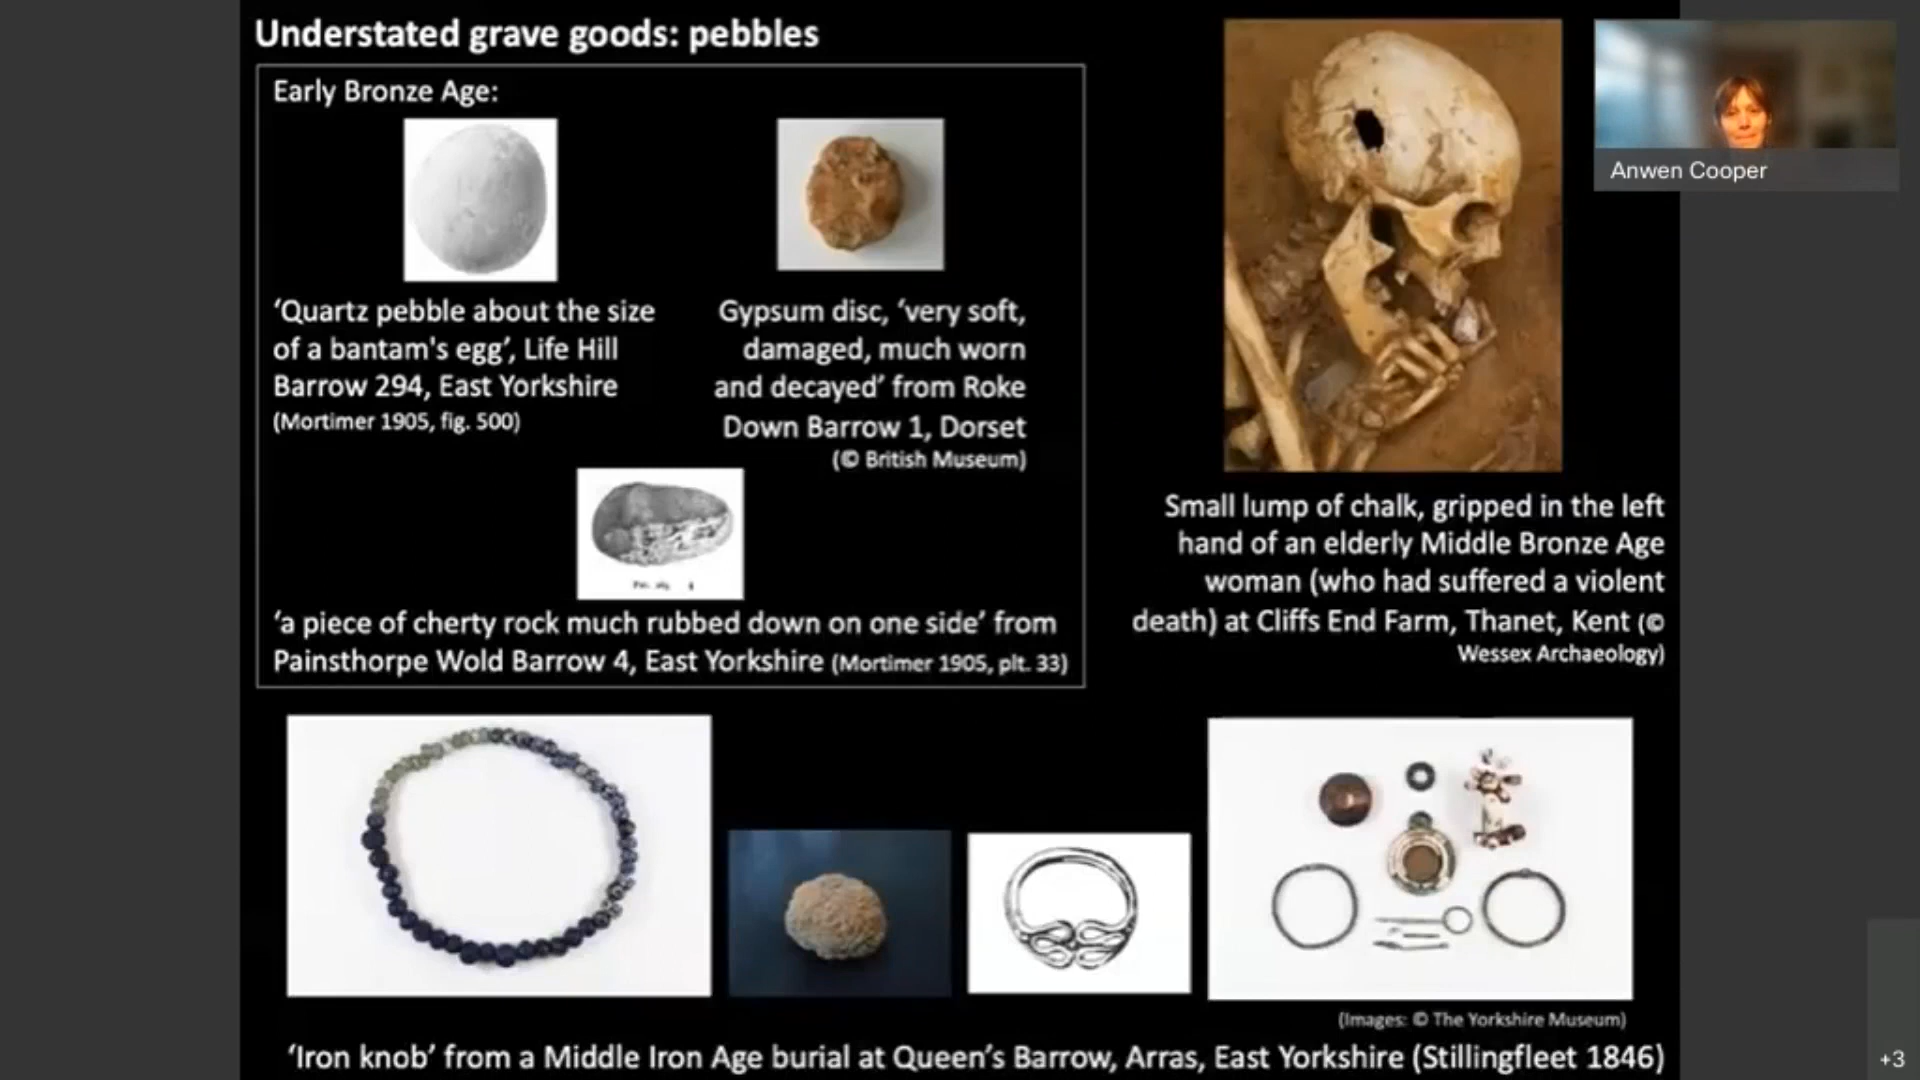 Understated grave goods: pebbles
Early Bronze Age:
‘Quartz pebble about the size
of a bantam's egg’, Life Hill
Barrow 294, East Yorkshire
(Mortimer 1905, fig. 500)
Gypsum disc, ‘very soft,
damaged, much worn
and decayed’ from Roke
Down Barrow 1, Dorset
(© British Museum)
‘a piece of cherty rock much rubbed down on one side’ from
Painsthorpe Wold Barrow 4, East Yorkshire (Mortimer 1905, plt. 33)
Anwen Cooper
Small lump of chalk, gripped in the left
hand of an elderly Middle Bronze Age
woman (who had suffered a violent
death) at Cliffs End Farm, Thanet, Kent (©
Wessex Archaeology)
(Images: © The Yorkshire Museum)
‘Iron knob’ from a Middle Iron Age burial at Queen’s Barrow, Arras, East Yorkshire (Stillingfleet 1846)
+3